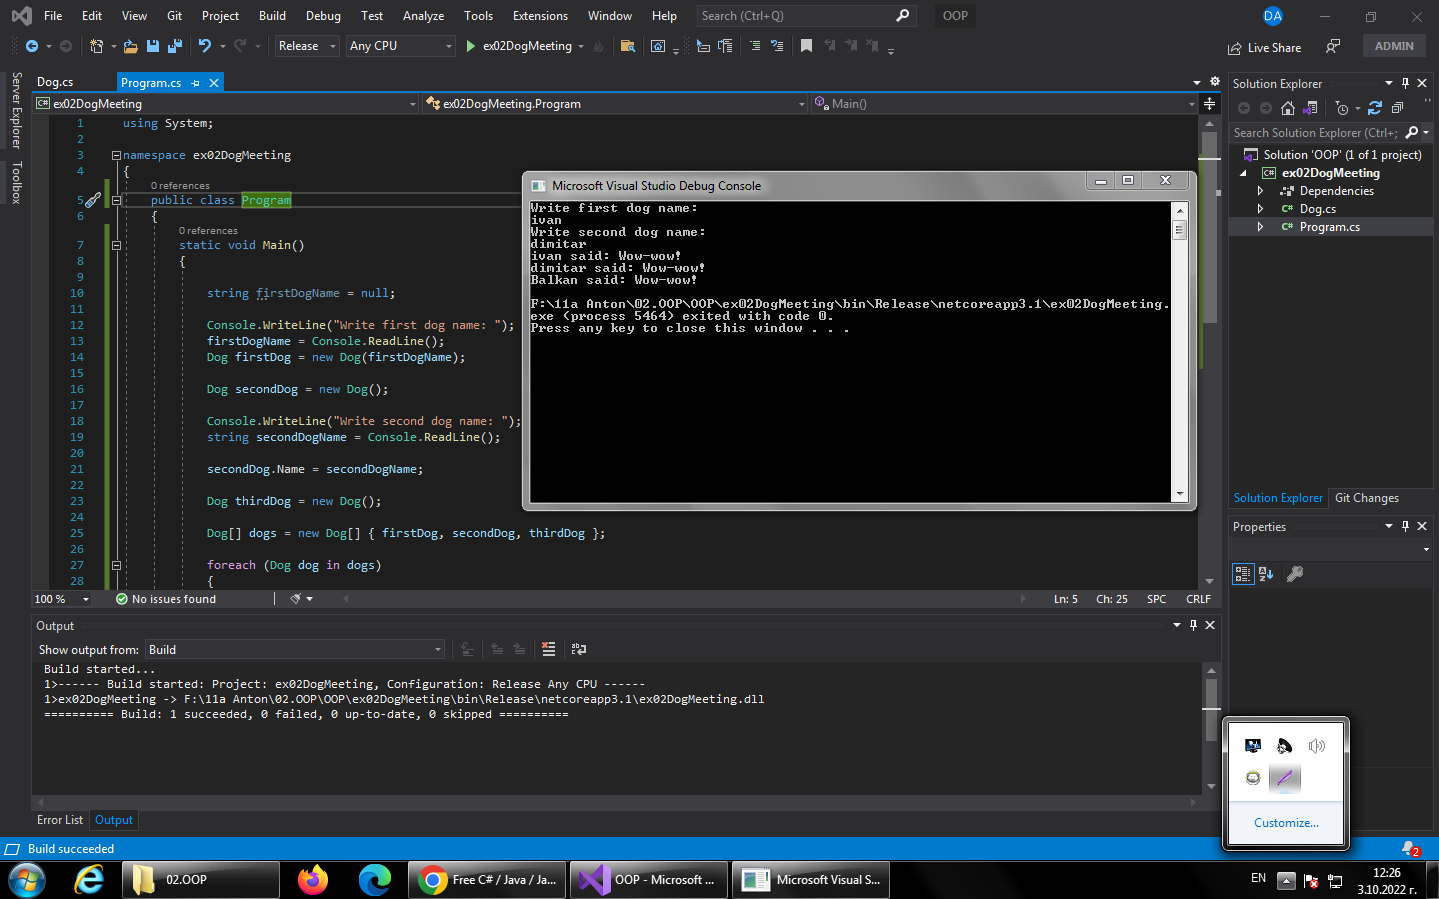 File Edit View Git Project Build Debug Test Analyze Tools Extensions Window Help Search (Ctrl+Q) OOP DA
Release Any CPU ex02DogMeeting Live Share ADMIN
Server Explorer
Toolbox
Dog.cs Program.cs
ex02DogMeeting ex02DogMeeting.Program Main()
1 using System;
2
3 namespace ex02DogMeeting
4 {
0 references
5 public class Program
6 {
0 references
7 static void Main()
8 {
9
10 string firstDogName = null;
11
12 Console.WriteLine("Write first dog name: ");
13 firstDogName = Console.ReadLine();
14 Dog firstDog = new Dog(firstDogName);
15
16 Dog secondDog = new Dog();
17
18 Console.WriteLine("Write second dog name: ");
19 string secondDogName = Console.ReadLine();
20
21 secondDog.Name = secondDogName;
22
23 Dog thirdDog = new Dog();
24
25 Dog[] dogs = new Dog[] { firstDog, secondDog, thirdDog };
26
27 foreach (Dog dog in dogs)
28 {
100 % No issues found Ln: 5 Ch: 25 SPC CRLF
Microsoft Visual Studio Debug Console
Write first dog name:
ivan
Write second dog name:
dimitar
ivan said: Wow-wow!
dimitar said: Wow-wow!
Balkan said: Wow-wow!
F:\11a Anton\02.OOP\OOP\ex02DogMeeting\bin\Release\netcoreapp3.1\ex02DogMeeting.
exe (process 5464) exited with code 0.
Press any key to close this window . . .
Solution Explorer
Search Solution Explorer (Ctrl+;
Solution 'OOP' (1 of 1 project)
ex02DogMeeting
Dependencies
Dog.cs
Program.cs
Solution Explorer Git Changes
Properties
Output
Show output from: Build
Build started...
1>------ Build started: Project: ex02DogMeeting, Configuration: Release Any CPU ------
1>ex02DogMeeting -> F:\11a Anton\02.OOP\OOP\ex02DogMeeting\bin\Release\netcoreapp3.1\ex02DogMeeting.dll
========== Build: 1 succeeded, 0 failed, 0 up-to-date, 0 skipped ==========
Error List Output
Customize...
Build succeeded 2
02.OOP Free C# / Java / Ja... OOP - Microsoft ... Microsoft Visual S... EN 12:26
3.10.2022 г.